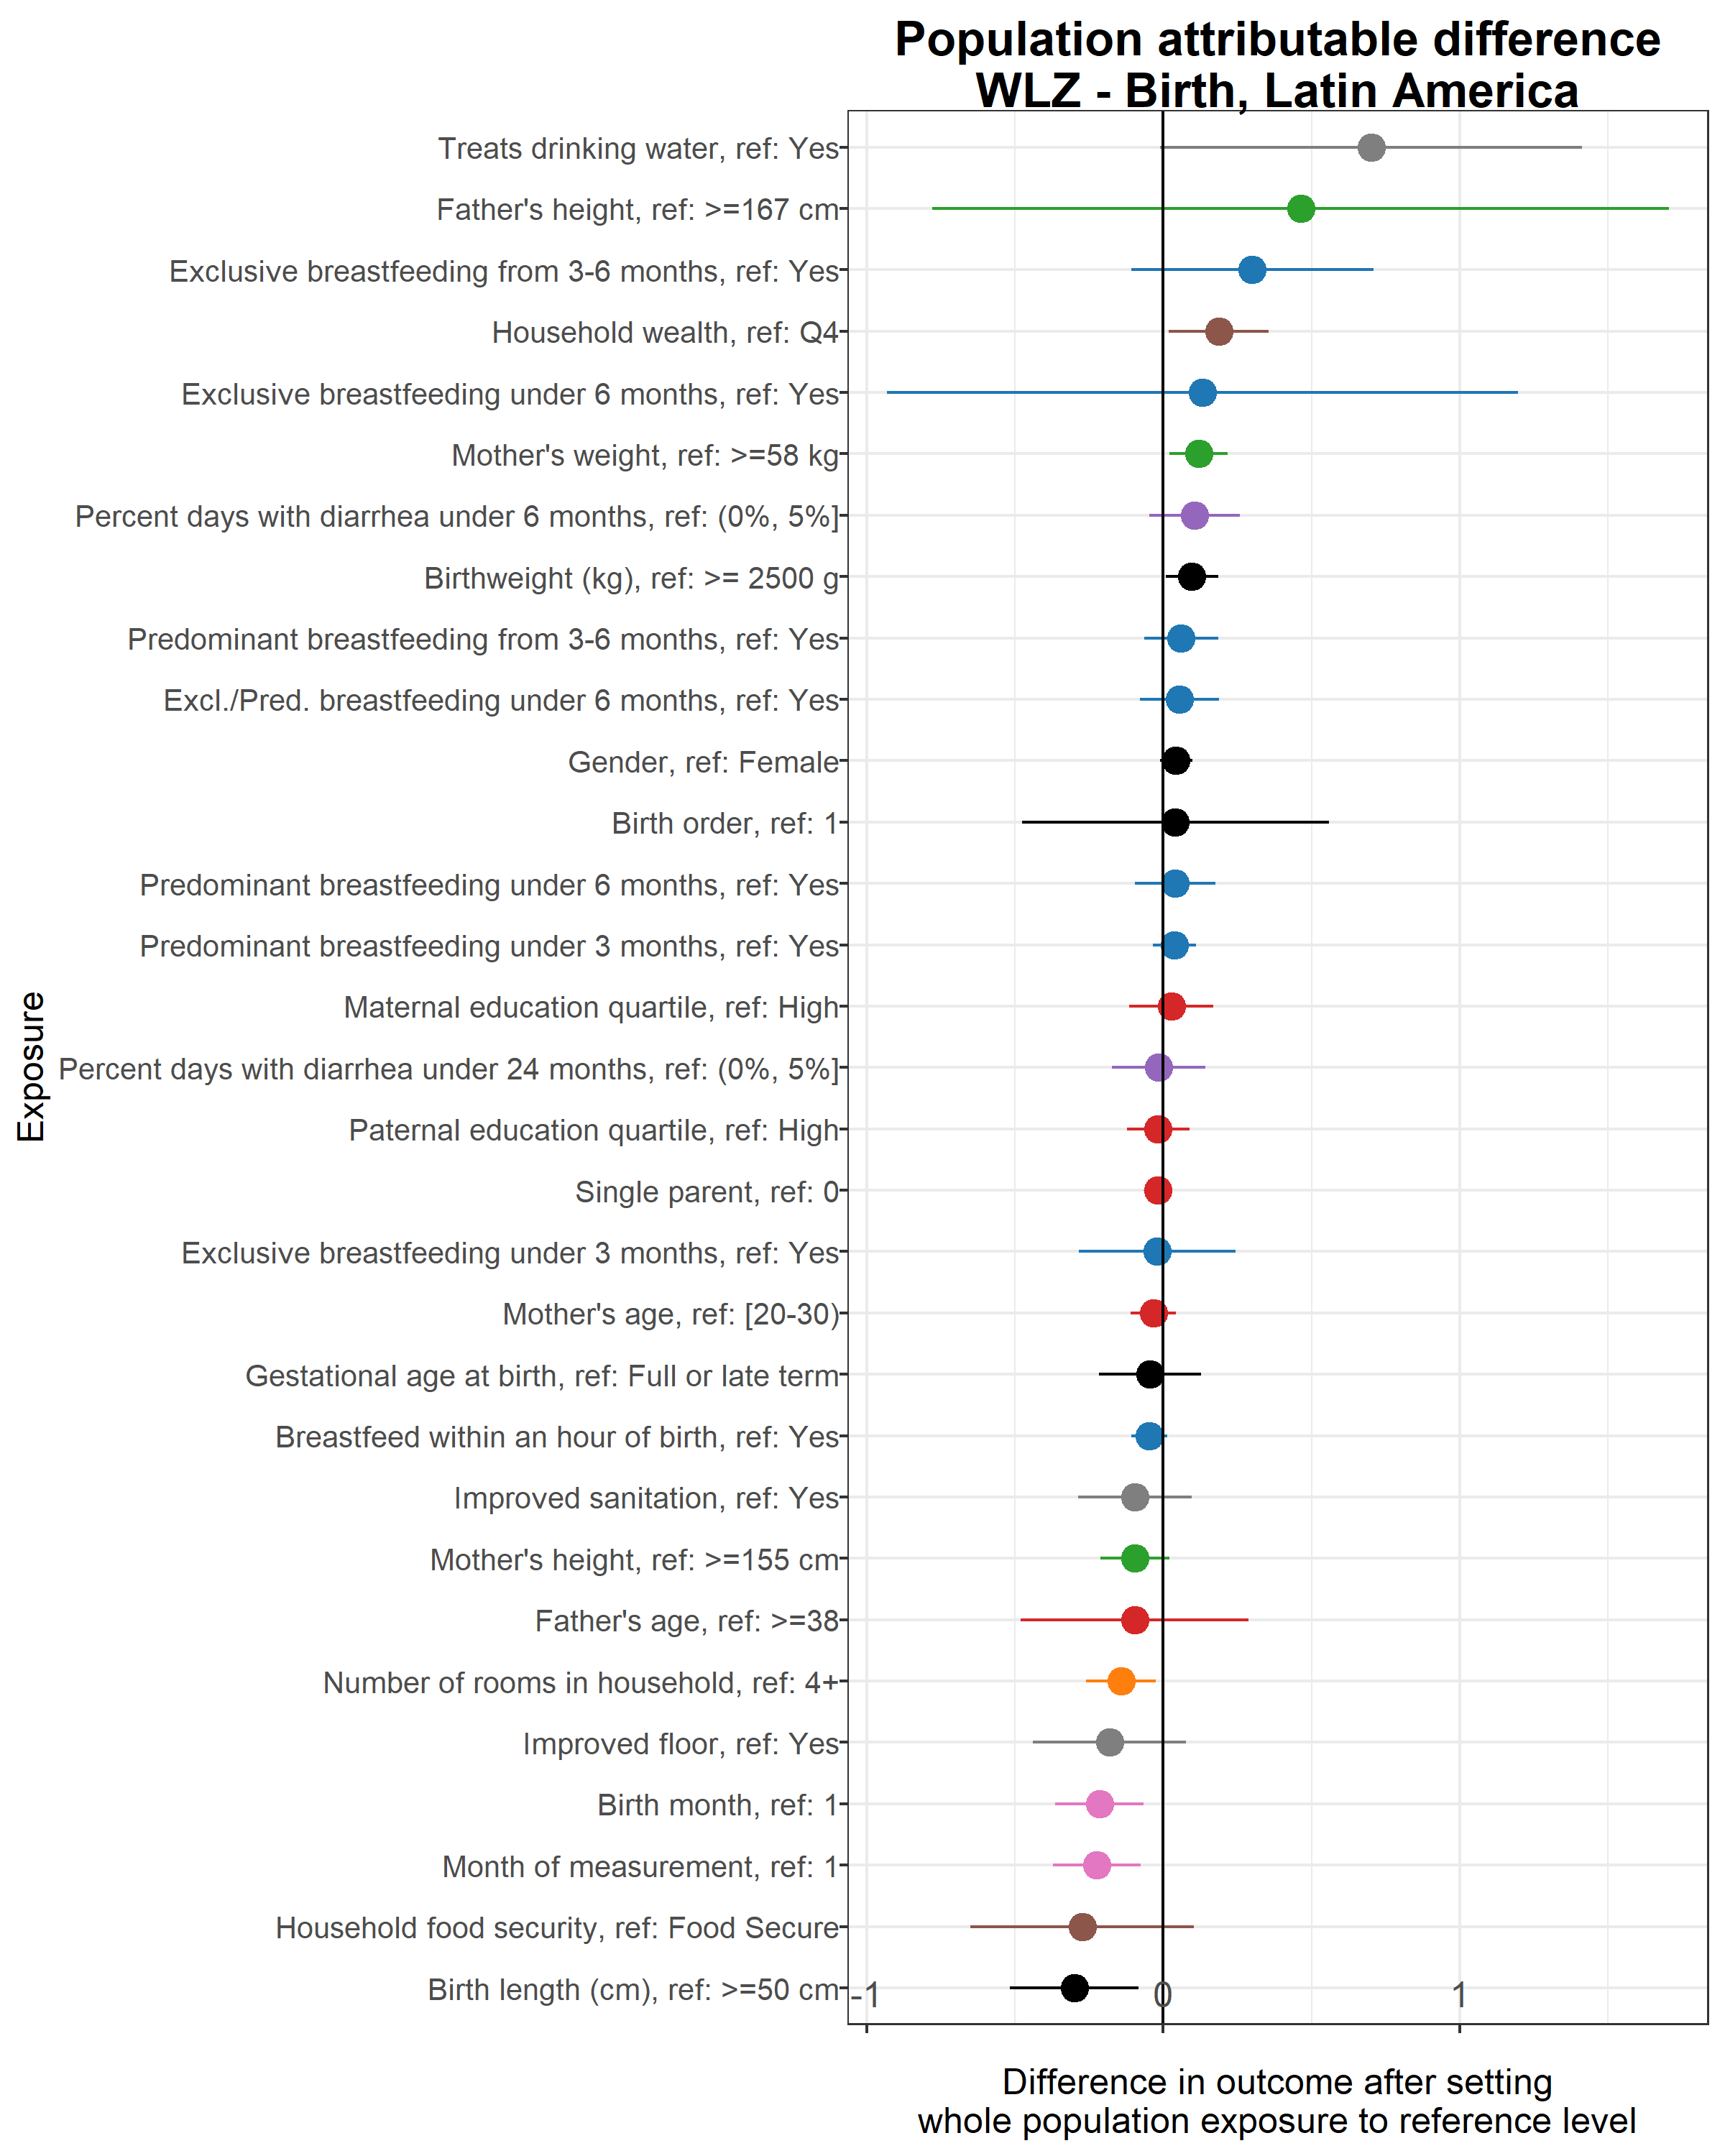 Population attributable difference
WLZ - Birth, Latin America
Treats drinking water, ref: Yes
Father's height, ref: >=167 cm
Exclusive breastfeeding from 3-6 months, ref: Yes
Household wealth, ref: Q4
Exclusive breastfeeding under 6 months, ref: Yes
Mother's weight, ref: >=58 kg
Percent days with diarrhea under 6 months, ref: (0%, 5%]
Birthweight (kg), ref: >= 2500 g
Predominant breastfeeding from 3-6 months, ref: Yes
Excl./Pred. breastfeeding under 6 months, ref: Yes
Gender, ref: Female
Birth order, ref: 1
Predominant breastfeeding under 6 months, ref: Yes
Predominant breastfeeding under 3 months, ref: Yes
Maternal education quartile, ref: High
Percent days with diarrhea under 24 months, ref: (0%, 5%]
Paternal education quartile, ref: High
Single parent, ref: 0
Exclusive breastfeeding under 3 months, ref: Yes
Mother's age, ref: [20-30)
Gestational age at birth, ref: Full or late term
Breastfeed within an hour of birth, ref: Yes
Improved sanitation, ref: Yes
Mother's height, ref: >=155 cm
Father's age, ref: >=38
Number of rooms in household, ref: 4+
Improved floor, ref: Yes
Birth month, ref: 1
Month of measurement, ref: 1
Household food security, ref: Food Secure
Birth length (cm), ref: >=50 cm
Exposure
-1 0 1
Difference in outcome after setting
whole population exposure to reference level